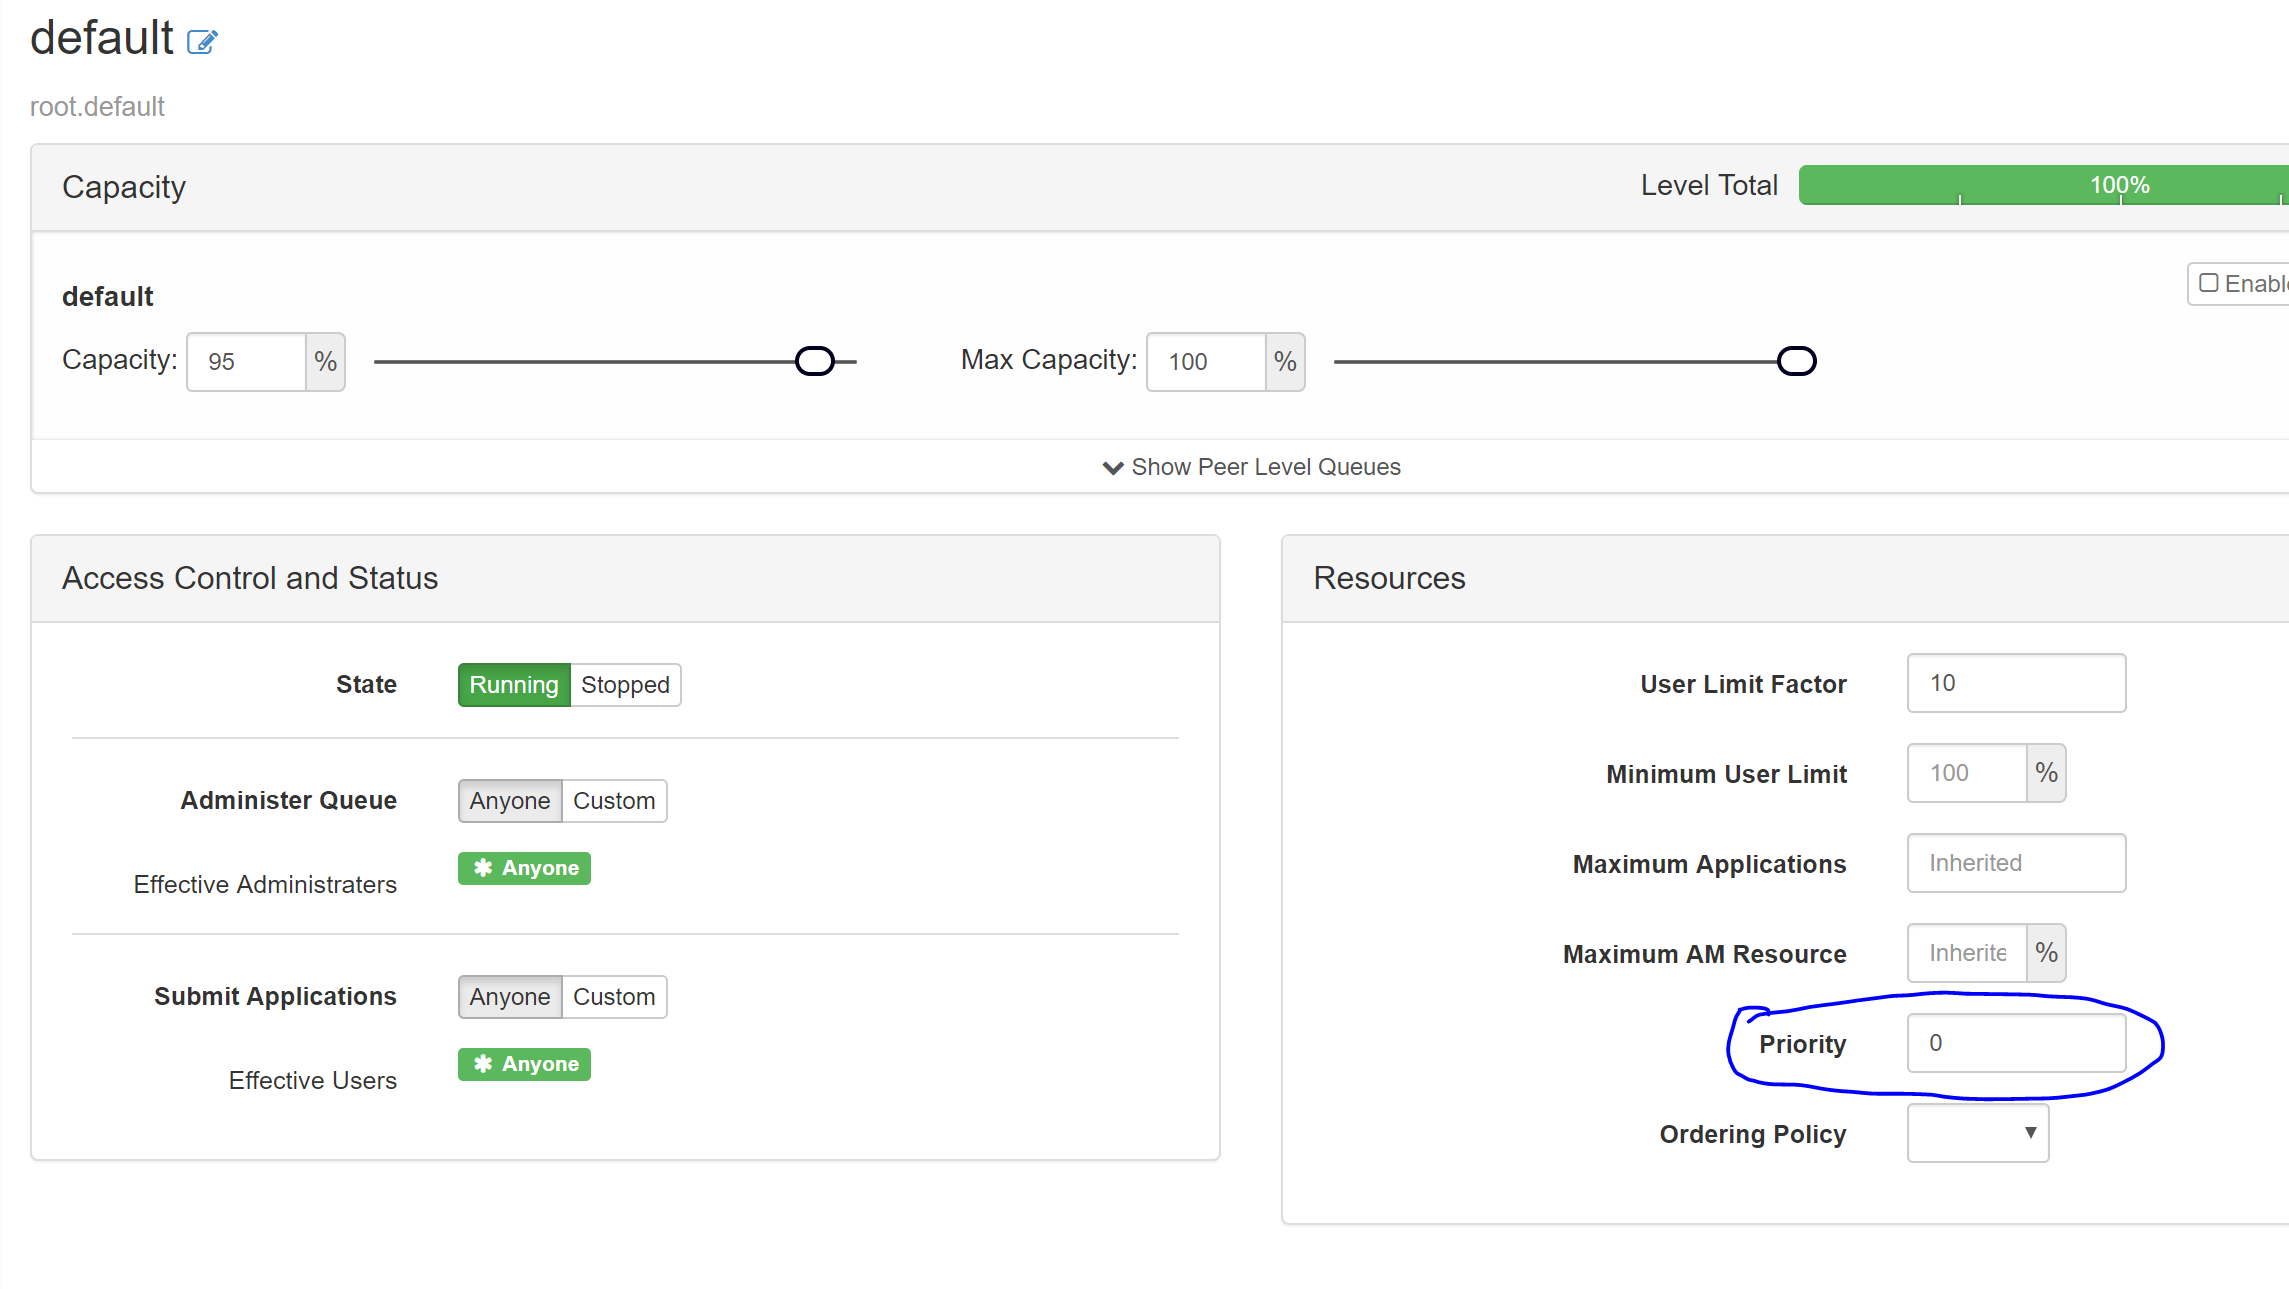 default
root.default
Capacity
Level Total 100%
default
Enabl
Capacity: 95 % Max Capacity: 100 %
Show Peer Level Queues
Access Control and Status
State Running Stopped
Administer Queue Anyone Custom
Effective Administraters Anyone
Submit Applications Anyone Custom
Effective Users Anyone
Resources
User Limit Factor 10
Minimum User Limit 100 %
Maximum Applications Inherited
Maximum AM Resource Inherite %
Priority 0
Ordering Policy